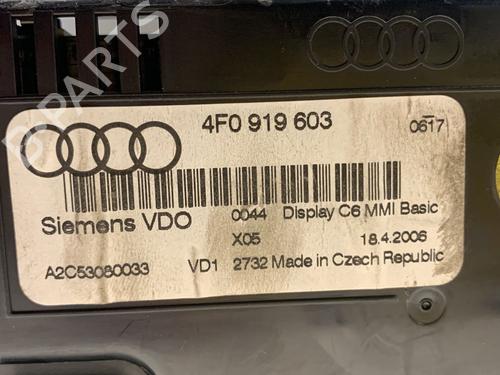 4F0 919 603
0617
Siemens VDO
0044 Display C6 MMI Basic
X05 18.4.2006
A2C53080033 VD1 2732 Made in Czech Republic
B PARTS